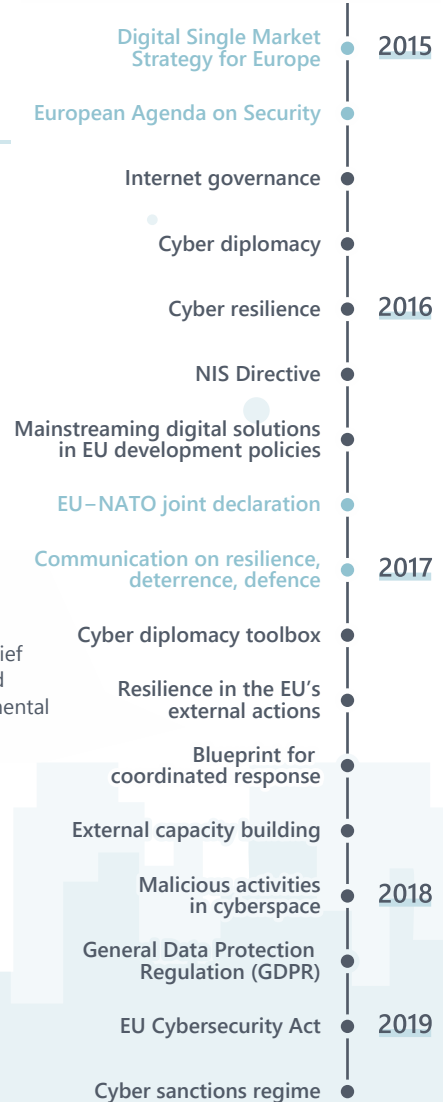 Digital Single Market
Strategy for Europe
2015
European Agenda on Security
Internet governance
Cyber diplomacy
Cyber resilience
2016
NIS Directive
Mainstreaming digital solutions
in EU development policies
EU–NATO joint declaration
Communication on resilience,
deterrence, defence
2017
Cyber diplomacy toolbox
ief
d
mental
Resilience in the EU's
external actions
Blueprint for
coordinated response
External capacity building
Malicious activities
in cyberspace
2018
General Data Protection
Regulation (GDPR)
EU Cybersecurity Act
2019
Cyber sanctions regime